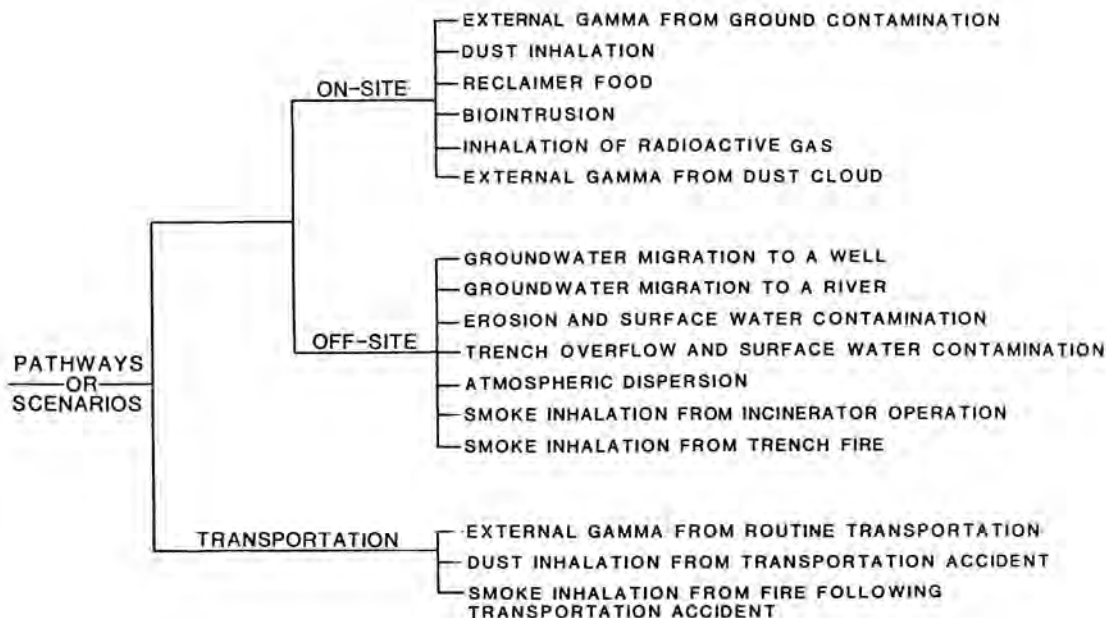 PATHWAYS
OR
SCENARIOS
ON-SITE
EXTERNAL GAMMA FROM GROUND CONTAMINATION
DUST INHALATION
RECLAIMER FOOD
BIOINTRUSION
INHALATION OF RADIOACTIVE GAS
EXTERNAL GAMMA FROM DUST CLOUD
OFF-SITE
GROUNDWATER MIGRATION TO A WELL
GROUNDWATER MIGRATION TO A RIVER
EROSION AND SURFACE WATER CONTAMINATION
TRENCH OVERFLOW AND SURFACE WATER CONTAMINATION
ATMOSPHERIC DISPERSION
SMOKE INHALATION FROM INCINERATOR OPERATION
SMOKE INHALATION FROM TRENCH FIRE
TRANSPORTATION
EXTERNAL GAMMA FROM ROUTINE TRANSPORTATION
DUST INHALATION FROM TRANSPORTATION ACCIDENT
SMOKE INHALATION FROM FIRE FOLLOWING
TRANSPORTATION ACCIDENT